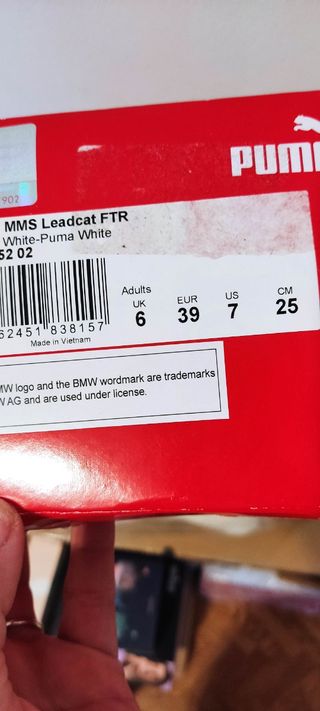 902
PUM
MMS Leadcat FTR
White-Puma White
52 02
Adults
UK EUR US CM
6 39 7 25
62451 838157
Made in Vietnam
MW logo and the BMW wordmark are trademarks
W AG and are used under license.